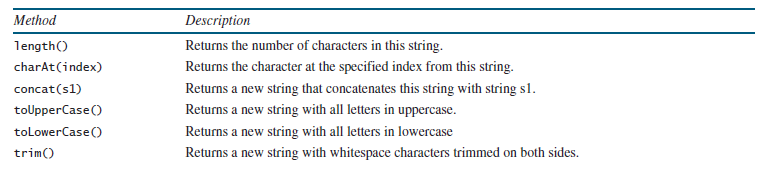 Method Description
length() Returns the number of characters in this string.
charAt(index) Returns the character at the specified index from this string.
concat(s1) Returns a new string that concatenates this string with string s1.
toUpperCase() Returns a new string with all letters in uppercase.
toLowerCase() Returns a new string with all letters in lowercase
trim() Returns a new string with whitespace characters trimmed on both sides.